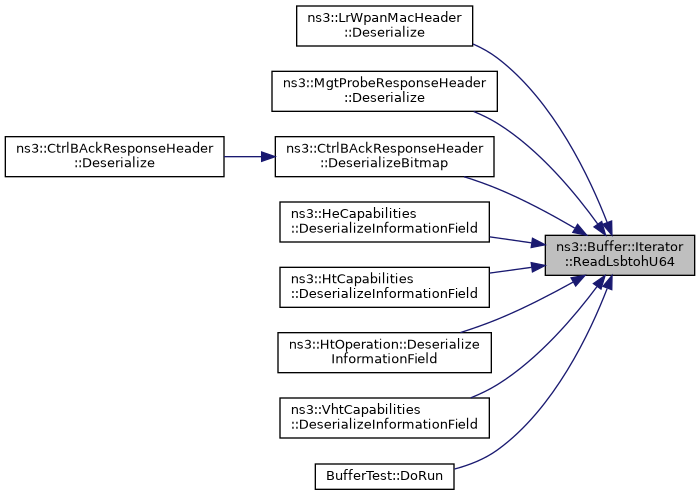 ns3::LrWpanMacHeader
::Deserialize
ns3::MgtProbeResponseHeader
::Deserialize
ns3::CtrlBAckResponseHeader
::Deserialize
ns3::CtrlBAckResponseHeader
::DeserializeBitmap
ns3::HeCapabilities
::DeserializeInformationField
ns3::Buffer::Iterator
::ReadLsbtohU64
ns3::HtCapabilities
::DeserializeInformationField
ns3::HtOperation::Deserialize
InformationField
ns3::VhtCapabilities
::DeserializeInformationField
BufferTest::DoRun